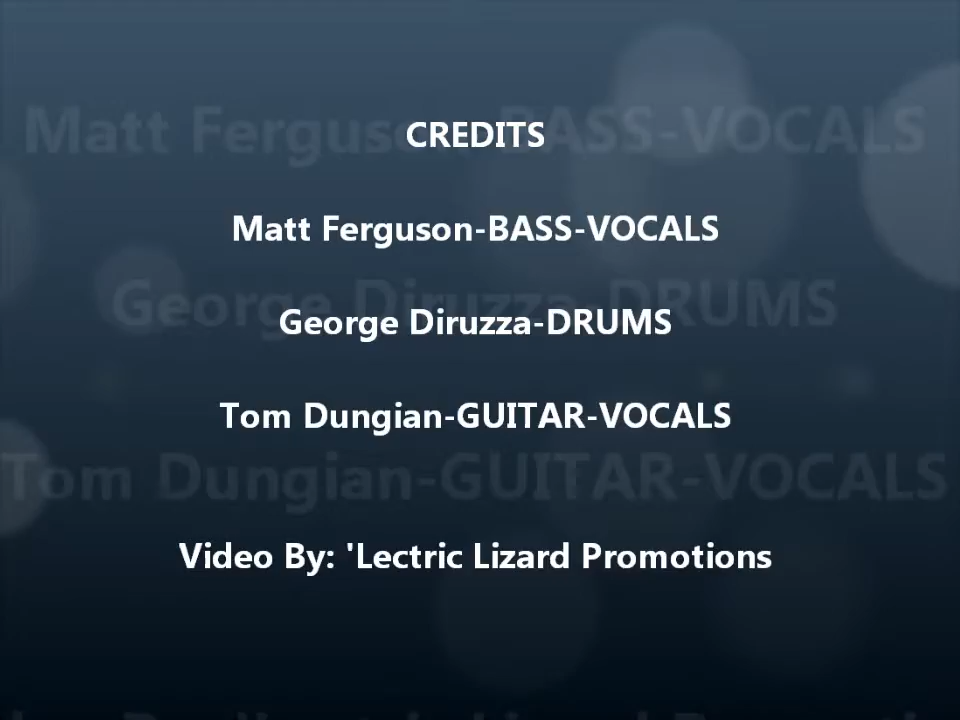 CREDITS
Matt Ferguson-BASS-VOCALS
George Diruzza-DRUMS
Tom Dungian-GUITAR-VOCALS
Video By: 'Lectric Lizard Promotions